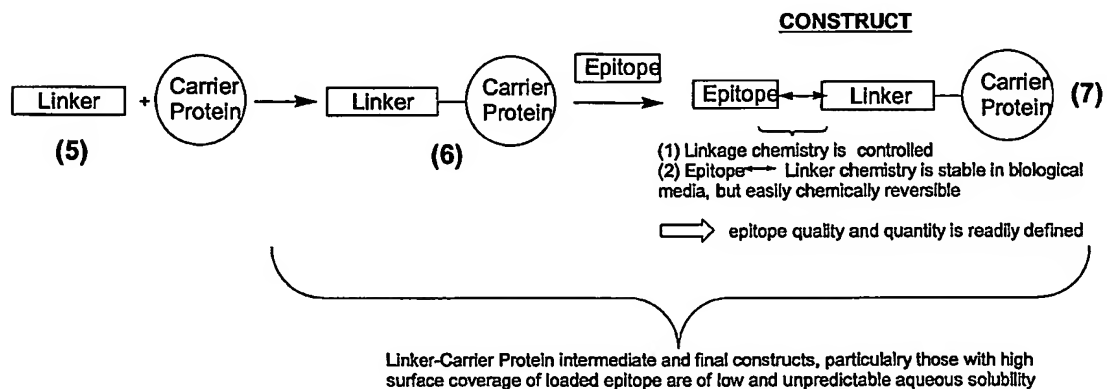 CONSTRUCT
Linker + Carrier Protein Linker Carrier Protein Epitope Epitope Linker Carrier Protein (7)
(5)
(6)
(1) Linkage chemistry is controlled
(2) Epitope Linker chemistry is stable in biological
media, but easily chemically reversible
epitope quality and quantity is readily defined
Linker-Carrier Protein intermediate and final constructs, particulalry those with high
surface coverage of loaded epitope are of low and unpredictable aqueous solubility